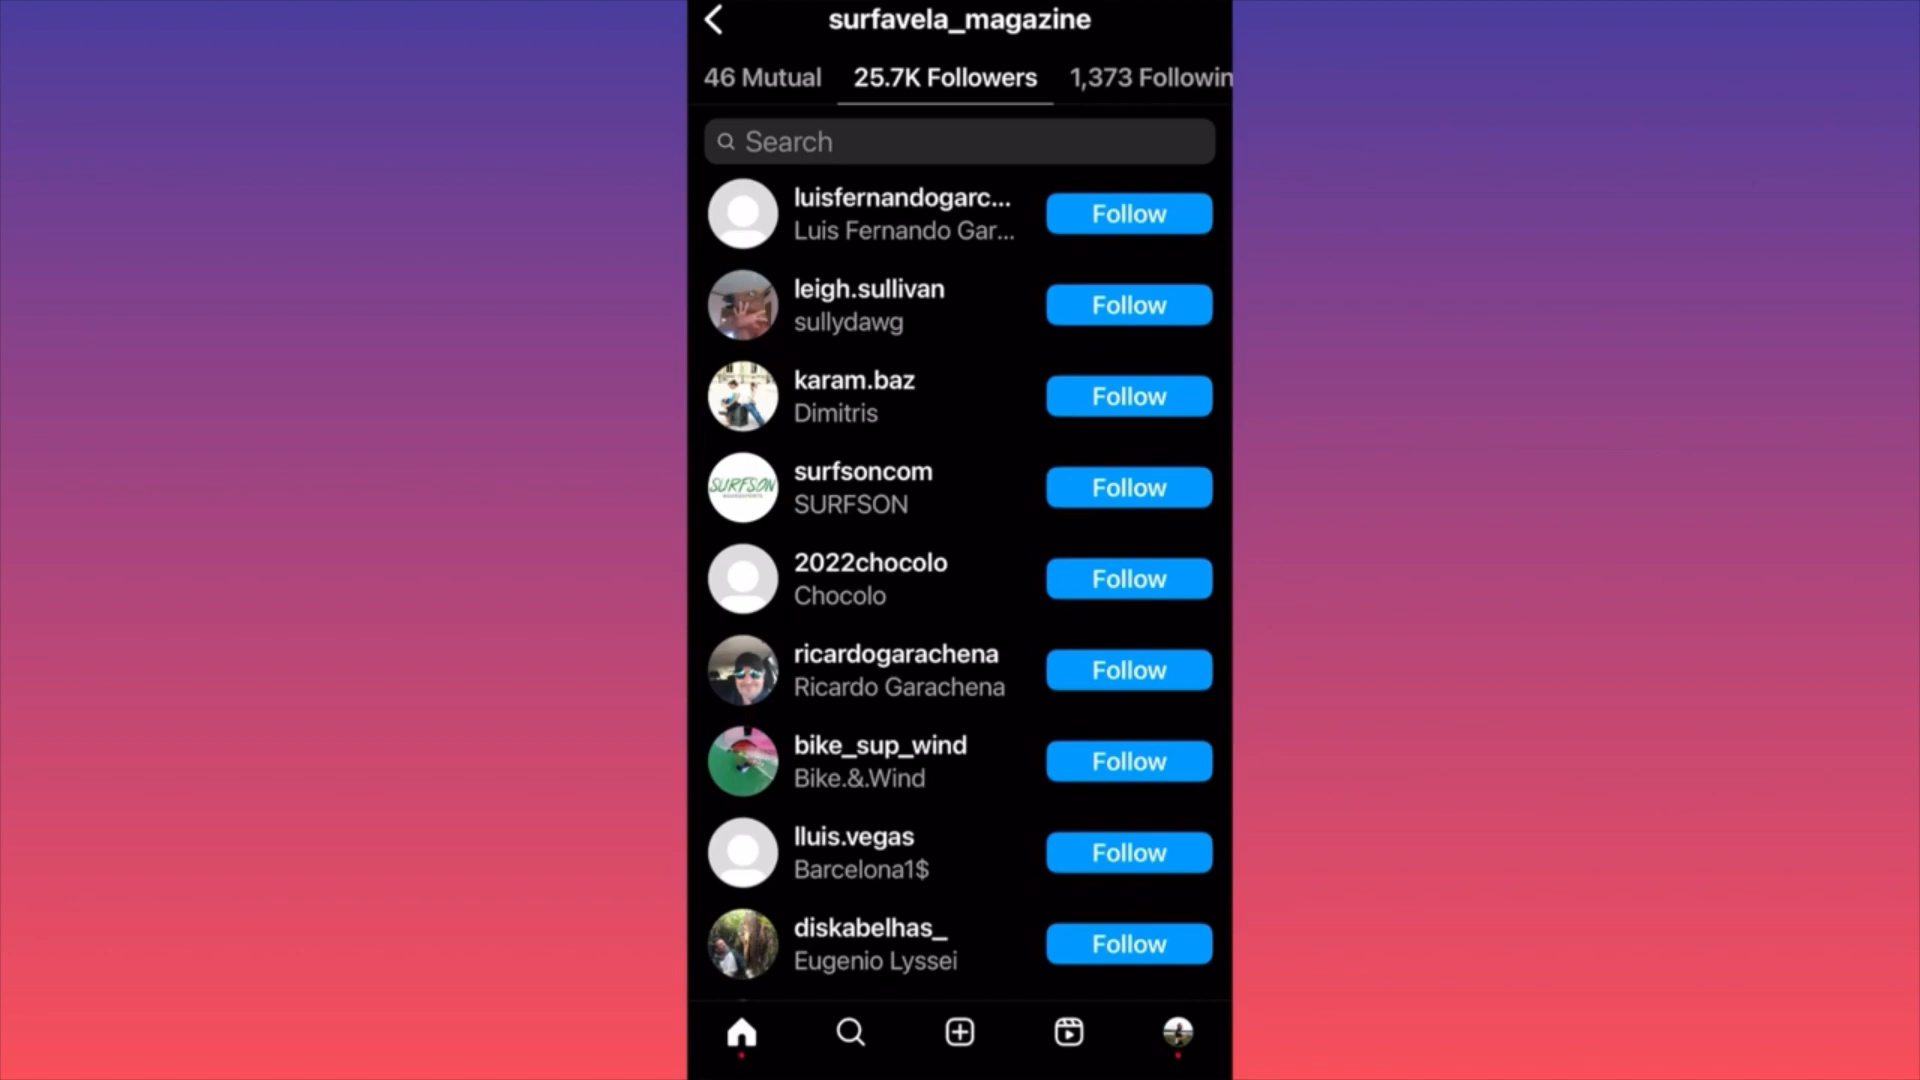 surfavela_magazine
46 Mutual 25.7K Followers 1,373 Followin
Search
luisfernandogarc...
Luis Fernando Gar...
Follow
leigh.sullivan
sullydawg
Follow
karam.baz
Dimitris
Follow
SURFSON
surfsoncom
SURFSON
Follow
2022chocolo
Chocolo
Follow
ricardogarachena
Ricardo Garachena
Follow
bike_sup_wind
Bike.&.Wind
Follow
lluis.vegas
Barcelona1$
Follow
diskabelhas_
Eugenio Lyssei
Follow